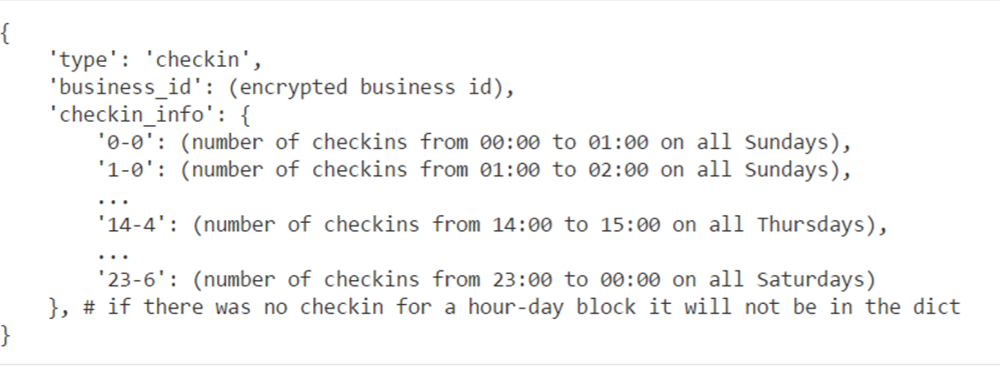 {
    'type': 'checkin',
    'business_id': (encrypted business id),
    'checkin_info': {
        '0-0': (number of checkins from 00:00 to 01:00 on all Sundays),
        '1-0': (number of checkins from 01:00 to 02:00 on all Sundays),
        ...
        '14-4': (number of checkins from 14:00 to 15:00 on all Thursdays),
        ...
        '23-6': (number of checkins from 23:00 to 00:00 on all Saturdays)
    }, # if there was no checkin for a hour-day block it will not be in the dict
}